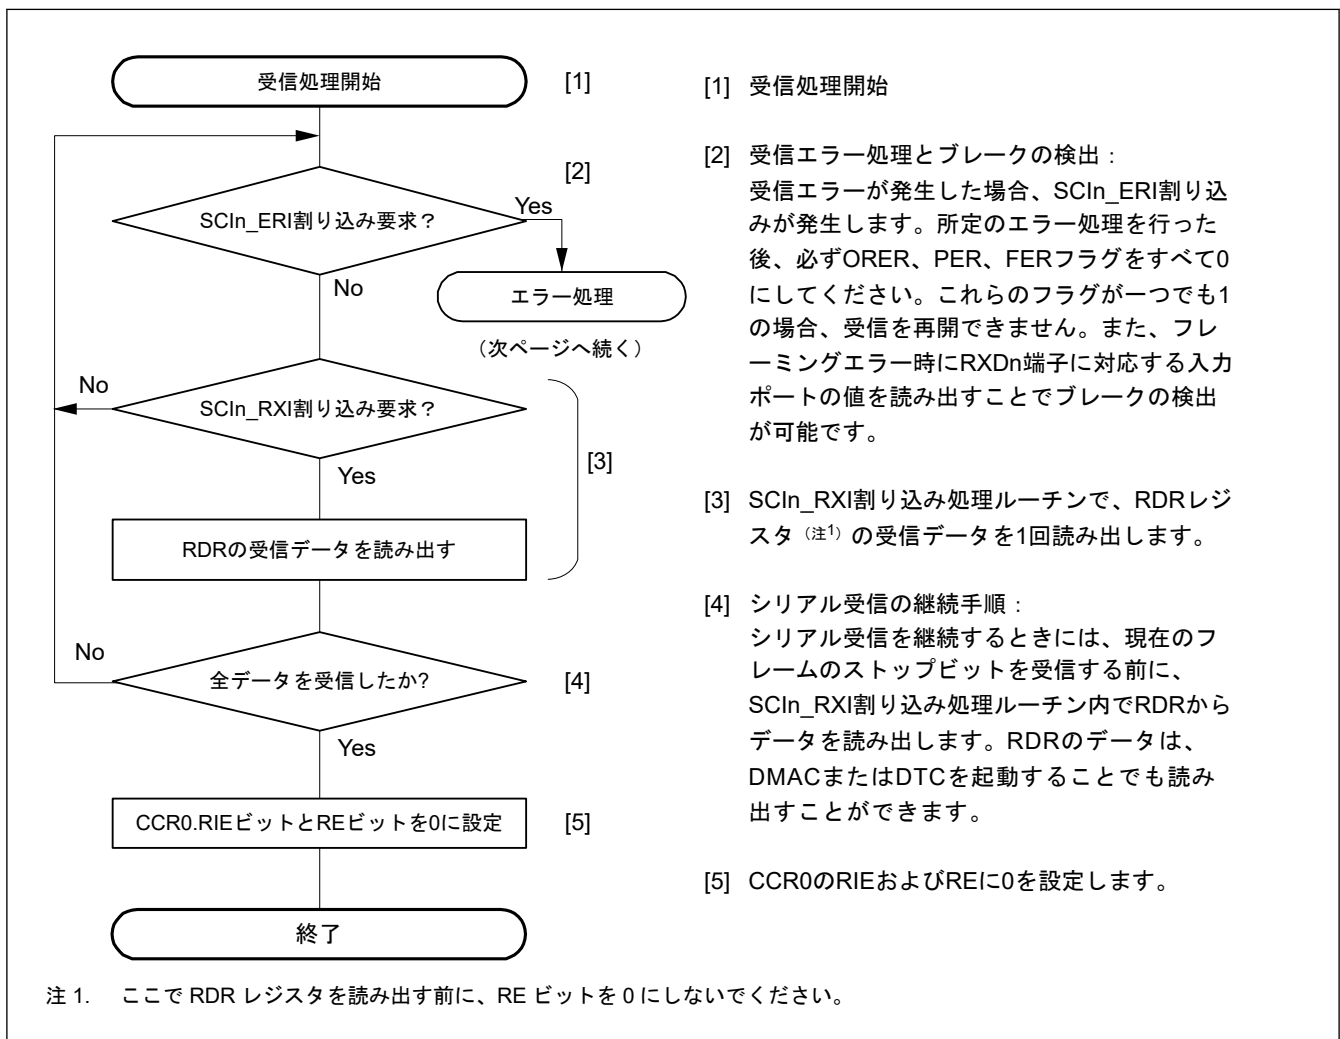 受信処理開始
[1]
[2]
SCIn_ERI割り込み要求？
Yes
No
エラー処理
（次ページへ続く）
No
SCIn_RXI割り込み要求？
[3]
Yes
RDRの受信データを読み出す
No
全データを受信したか?
[4]
Yes
CCR0.RIEビットとREビットを0に設定
[5]
終了
[1] 受信処理開始
[2] 受信エラー処理とブレークの検出：
受信エラーが発生した場合、SCIn_ERI割り込
みが発生します。所定のエラー処理を行った
後、必ずORER、PER、FERフラグをすべて0
にしてください。これらのフラグが一つでも1
の場合、受信を再開できません。また、フレ
ーミングエラー時にRXDn端子に対応する入力
ポートの値を読み出すことでブレークの検出
が可能です。
[3] SCIn_RXI割り込み処理ルーチンで、RDRレジ
スタ（注1）の受信データを1回読み出します。
[4] シリアル受信の継続手順：
シリアル受信を継続するときには、現在のフ
レームのストップビットを受信する前に、
SCIn_RXI割り込み処理ルーチン内でRDRから
データを読み出します。RDRのデータは、
DMACまたはDTCを起動することでも読み
出すことができます。
[5] CCR0のRIEおよびREに0を設定します。
注 1. ここで RDR レジスタを読み出す前に、RE ビットを 0 にしないでください。